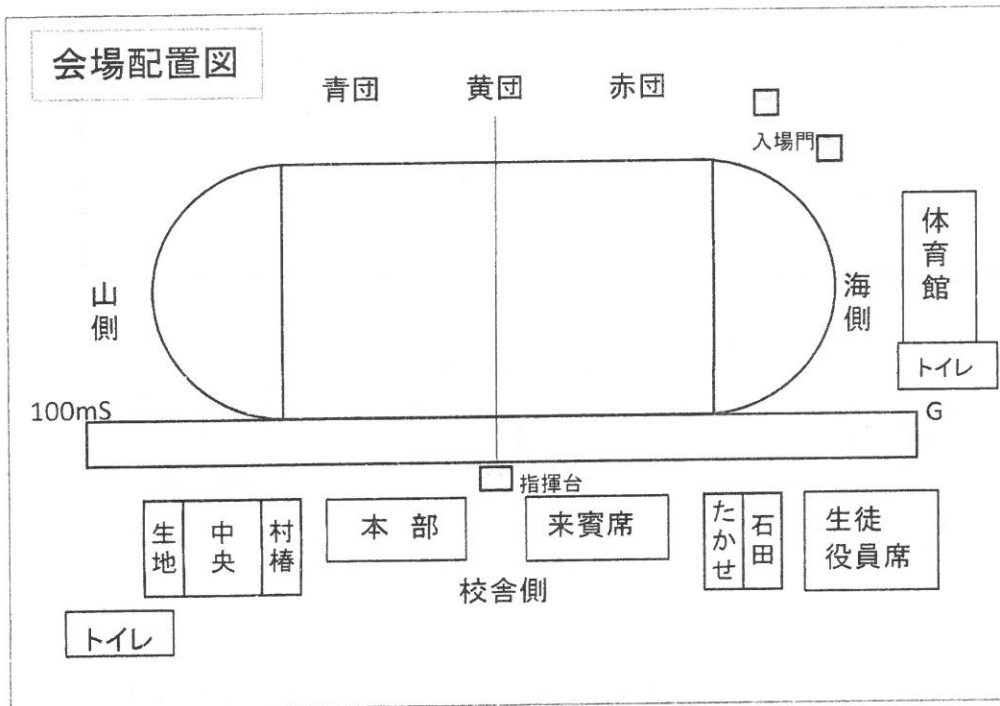 会場配置図
青団 黄団 赤団
入場門
体育館
山側
海側
トイレ
100mS
G
指揮台
生地
中央
村椿
本部
来賓席
たかせ
石田
生徒
役員席
校舎側
トイレ